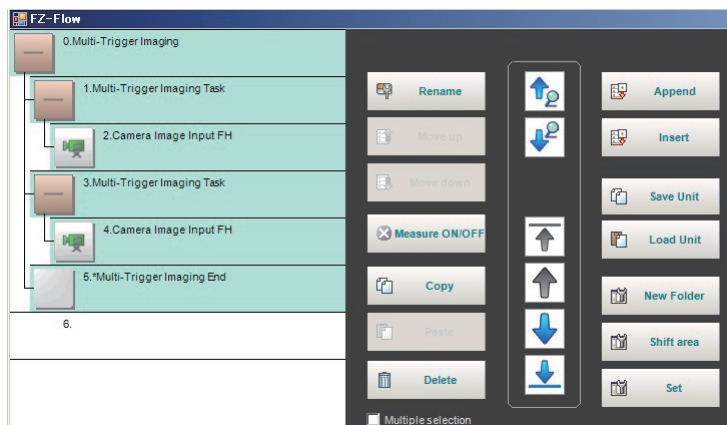 FZ-Flow
0.Multi-Trigger Imaging
1.Multi-Trigger Imaging Task
2.Camera Image Input FH
3.Multi-Trigger Imaging Task
4.Camera Image Input FH
5.*Multi-Trigger Imaging End
6.
Rename
Move up
Move down
Measure ON/OFF
Copy
Paste
Delete
Multiple selection
Append
Insert
Save Unit
Load Unit
New Folder
Shift area
Set